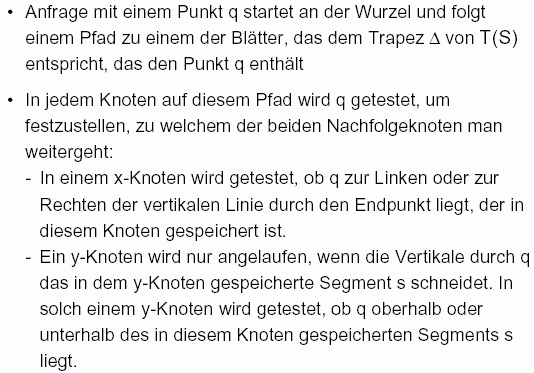 • Anfrage mit einem Punkt q startet an der Wurzel und folgt
einem Pfad zu einem der Blätter, das dem Trapez Δ von T(S)
entspricht, das den Punkt q enthält
• In jedem Knoten auf diesem Pfad wird q getestet, um
festzustellen, zu welchem der beiden Nachfolgeknoten man
weitergeht:
- In einem x-Knoten wird getestet, ob q zur Linken oder zur
Rechten der vertikalen Linie durch den Endpunkt liegt, der in
diesem Knoten gespeichert ist.
- Ein y-Knoten wird nur angelaufen, wenn die Vertikale durch q
das in dem y-Knoten gespeicherte Segment s schneidet. In
solch einem y-Knoten wird getestet, ob q oberhalb oder
unterhalb des in diesem Knoten gespeicherten Segments s
liegt.